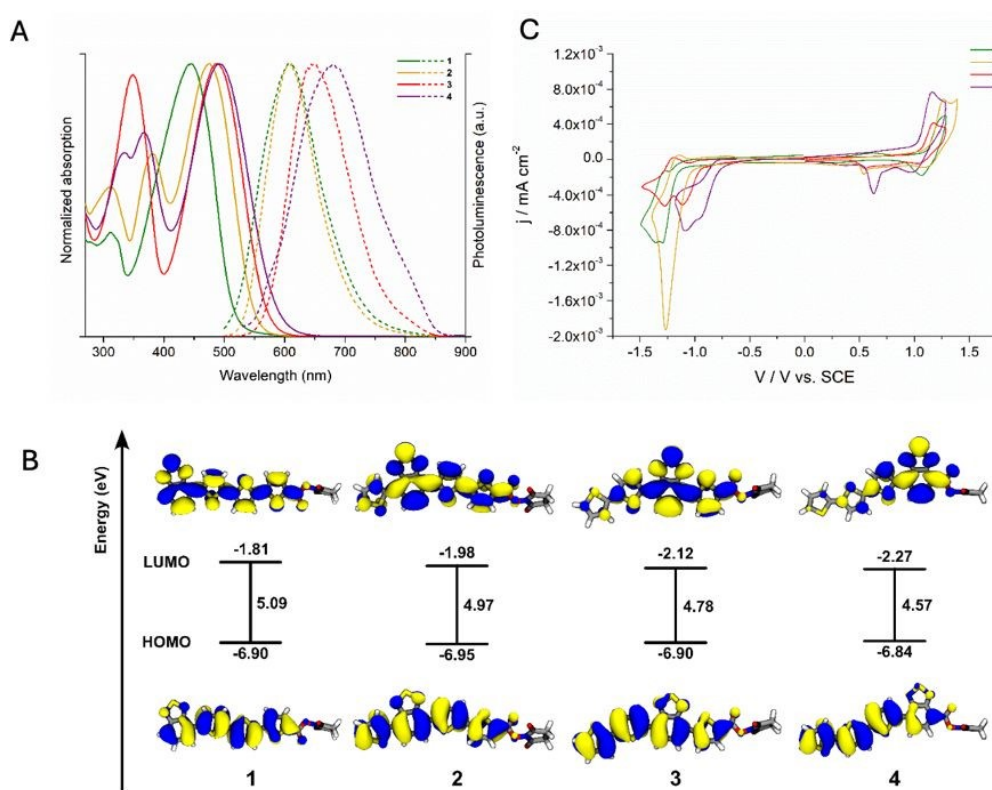 A
Normalized absorption
Photoluminescence (a.u.)
1
2
3
4
300 400 500 600 700 800 900
Wavelength (nm)
C
j / mA cm⁻²
1.2x10⁻³
8.0x10⁻⁴
4.0x10⁻⁴
0.0
-4.0x10⁻⁴
-8.0x10⁻⁴
-1.2x10⁻³
-1.6x10⁻³
-2.0x10⁻³
-1.5 -1.0 -0.5 0.0 0.5 1.0 1.5
V / V vs. SCE
B
Energy (eV)
LUMO
-1.81 -1.98 -2.12 -2.27
5.09 4.97 4.78 4.57
HOMO
-6.90 -6.95 -6.90 -6.84
1 2 3 4